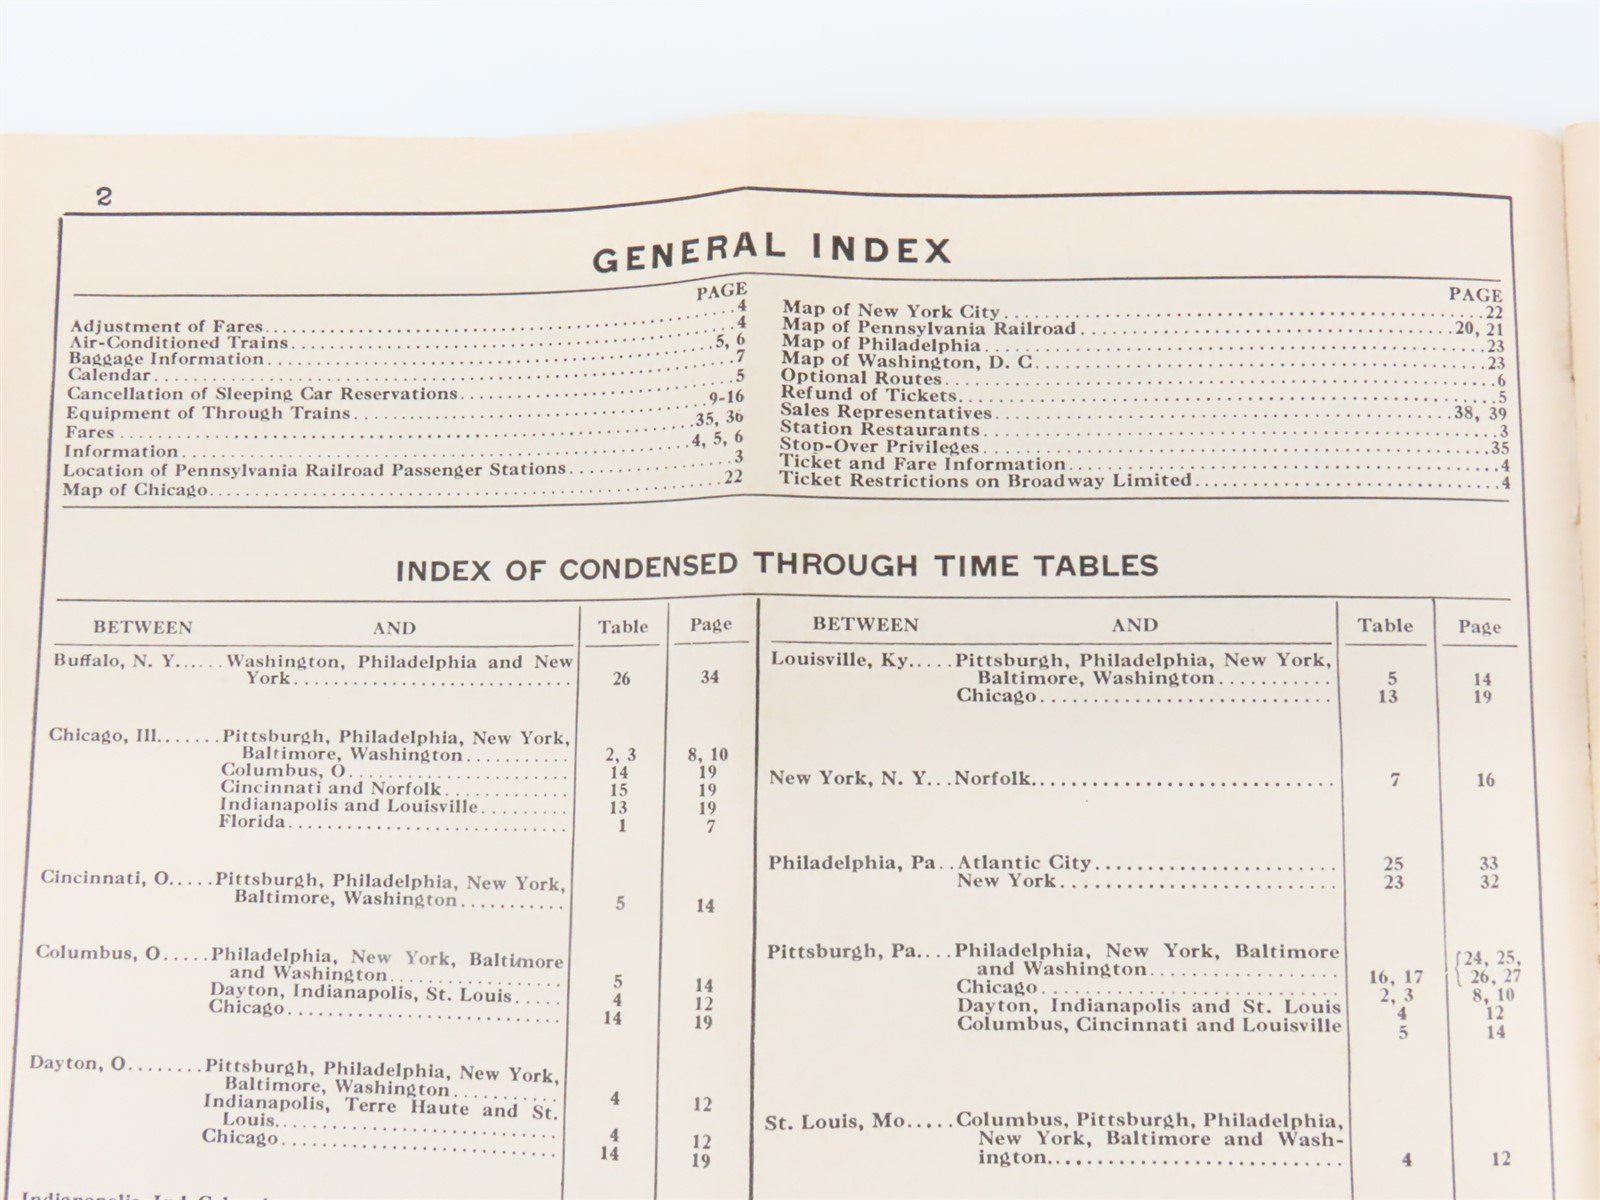 2
GENERAL INDEX
PAGE
Adjustment of Fares 4
Air-Conditioned Trains 4
Baggage Information 5, 6
Calendar 7
Cancellation of Sleeping Car Reservations 5
Equipment of Through Trains 9-16
Fares 35, 36
Information 4, 5, 6
Location of Pennsylvania Railroad Passenger Stations 3
Map of Chicago 22
PAGE
Map of New York City 22
Map of Pennsylvania Railroad 20, 21
Map of Philadelphia 23
Map of Washington, D. C. 23
Optional Routes 6
Refund of Tickets 5
Sales Representatives 38, 39
Station Restaurants 3
Stop-Over Privileges 35
Ticket and Fare Information 4
Ticket Restrictions on Broadway Limited 4
INDEX OF CONDENSED THROUGH TIME TABLES
BETWEEN AND Table Page
Buffalo, N. Y. Washington, Philadelphia and New
York 26 34
Chicago, Ill. Pittsburgh, Philadelphia, New York,
Baltimore, Washington 2, 3 8, 10
Columbus, O. 14 19
Cincinnati and Norfolk 15 19
Indianapolis and Louisville 13 19
Florida 1 7
Cincinnati, O. Pittsburgh, Philadelphia, New York,
Baltimore, Washington 5 14
Columbus, O. Philadelphia, New York, Baltimore
and Washington 5 14
Dayton, Indianapolis, St. Louis 4 12
Chicago 14 19
Dayton, O. Pittsburgh, Philadelphia, New York,
Baltimore, Washington 4 12
Indianapolis, Terre Haute and St.
Louis 4 12
Chicago 14 19
BETWEEN AND Table Page
Louisville, Ky. Pittsburgh, Philadelphia, New York,
Baltimore, Washington 5 14
Chicago 13 19
New York, N. Y. Norfolk 7 16
Philadelphia, Pa. Atlantic City 25 33
New York 23 32
Pittsburgh, Pa. Philadelphia, New York, Baltimore {24, 25,
and Washington 16, 17 26, 27
Chicago 2, 3 8, 10
Dayton, Indianapolis and St. Louis 4 12
Columbus, Cincinnati and Louisville 5 14
St. Louis, Mo. Columbus, Pittsburgh, Philadelphia,
New York, Baltimore and Wash-
ington 4 12